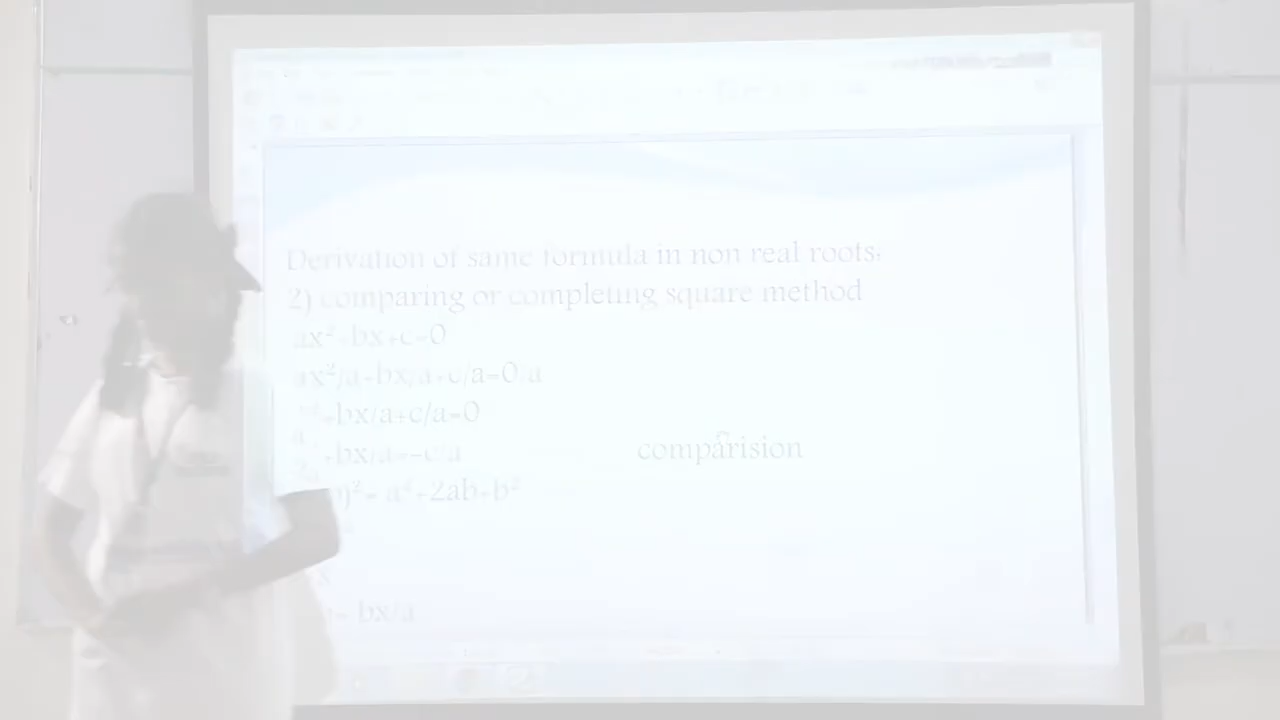 Derivation of same formula in non real roots:
2) comparing or completing square method
ax²+bx+c=0
ax²/a+bx/a+c/a=0/a
+bx/a+c/a=0
+bx/a=-c/a
comparision
b)²= a²+2ab+b²
x
= bx/a